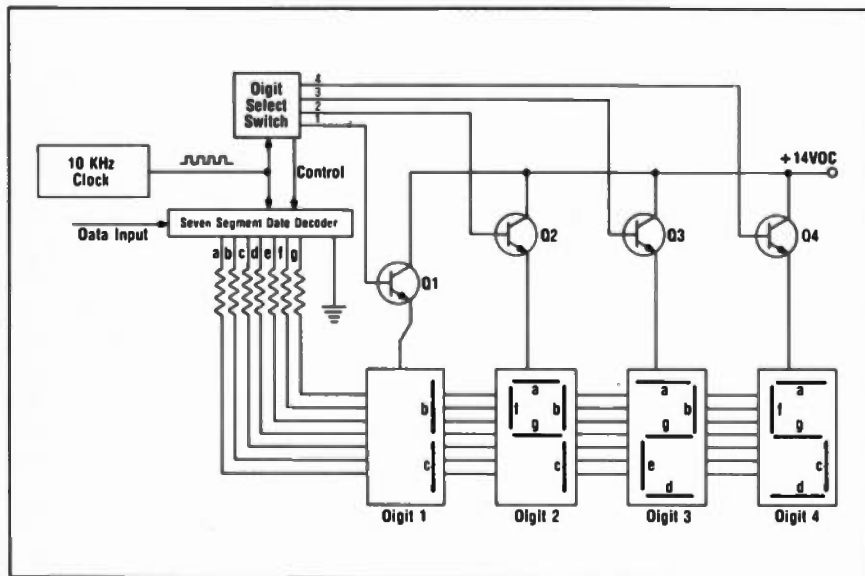 Digit
Select
Switch
4
3
2
1
10 KHz
Clock
Control
+14VOC
Seven Segment Date Decoder
Oata Input
a b c d e f g
Q1
Q2
Q3
Q4
b
c
a
f b
g
c
a
b
g
e
d
a
f
g
c
d
Oigit 1
Oigit 2
Oigit 3
Oigit 4